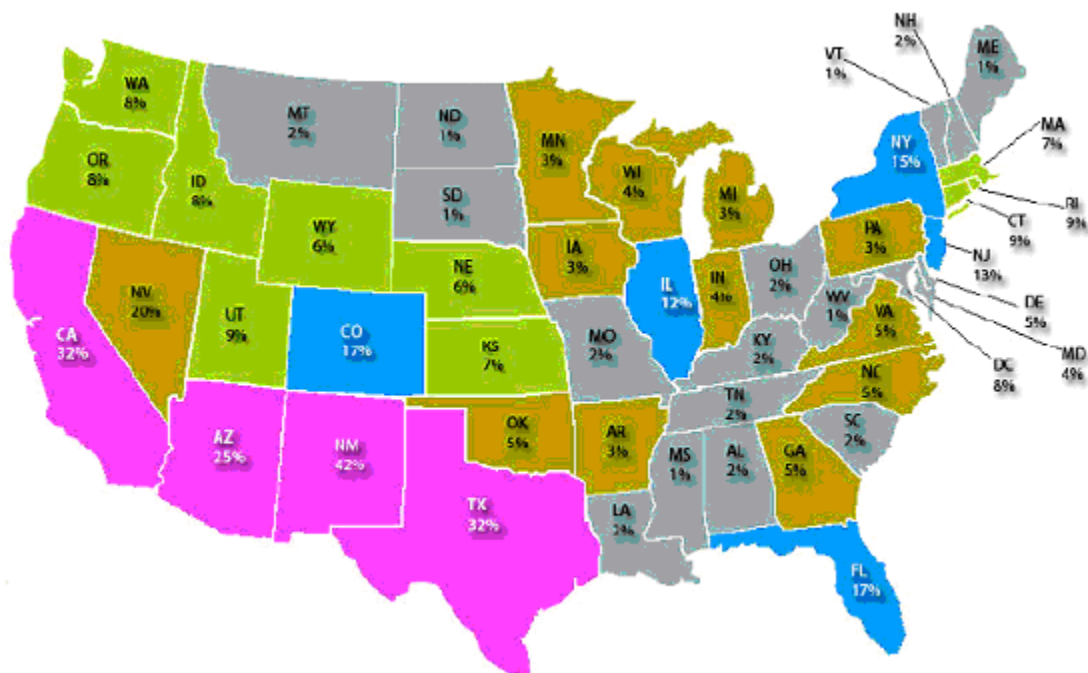 NH
2%
VT
1%
ME
1%
WA
8%
MT
2%
ND
1%
MN
3%
MA
7%
OR
8%
ID
8%
SD
1%
WI
4%
MI
3%
NY
15%
RI
9%
CT
9%
WY
6%
IA
3%
PA
3%
NJ
13%
NE
6%
IL
12%
IN
4%
OH
2%
DE
5%
NV
20%
UT
9%
CO
17%
WV
1%
VA
5%
MD
4%
CA
32%
KS
7%
MO
2%
KY
2%
DC
8%
NC
5%
TN
2%
AZ
25%
NM
42%
OK
5%
AR
3%
SC
2%
MS
1%
AL
2%
GA
5%
TX
32%
LA
FL
17%